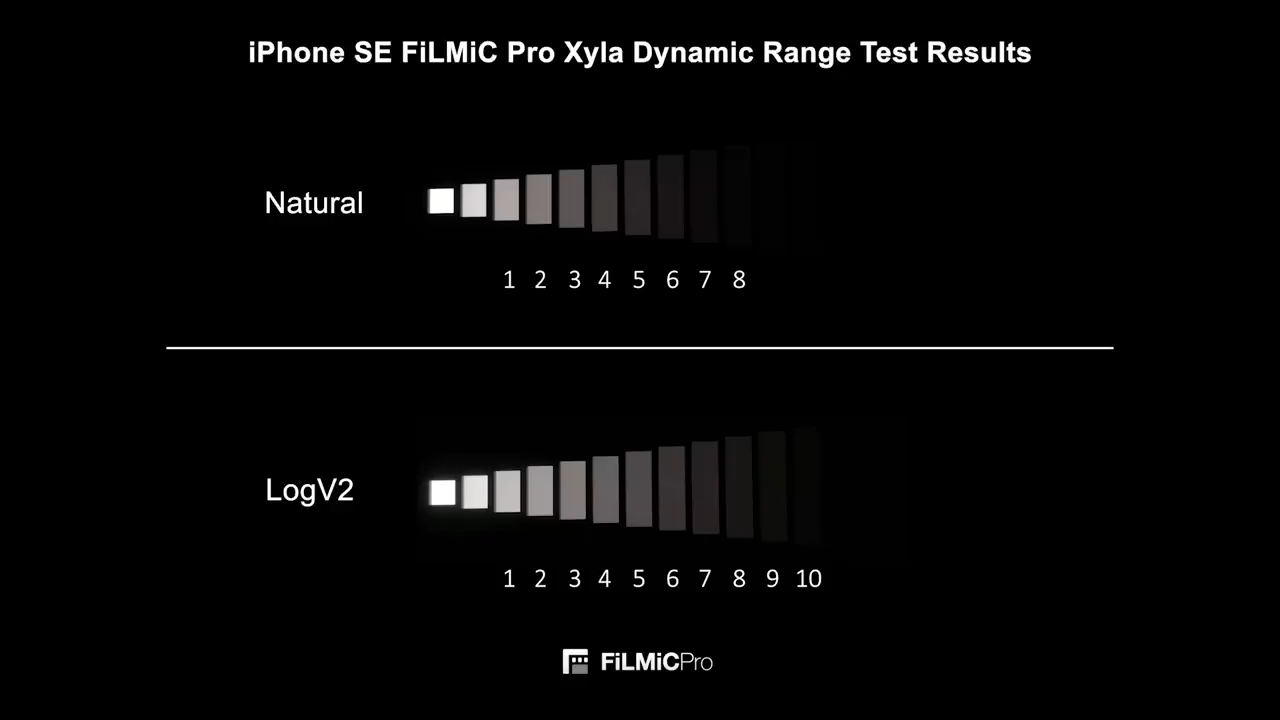 iPhone SE FiLMiC Pro Xyla Dynamic Range Test Results
Natural
1 2 3 4 5 6 7 8
LogV2
1 2 3 4 5 6 7 8 9 10
FiLMiCPro